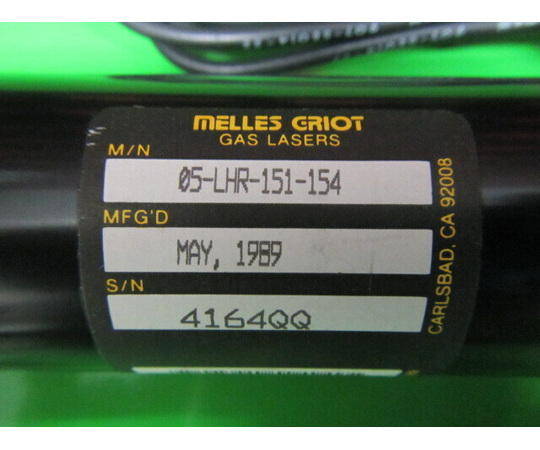 MELLES GRIOT
GAS LASERS
M/N
05-LHR-151-154
MFG'D
MAY, 1989
S/N
4164QQ
CARLSBAD, CA 92008